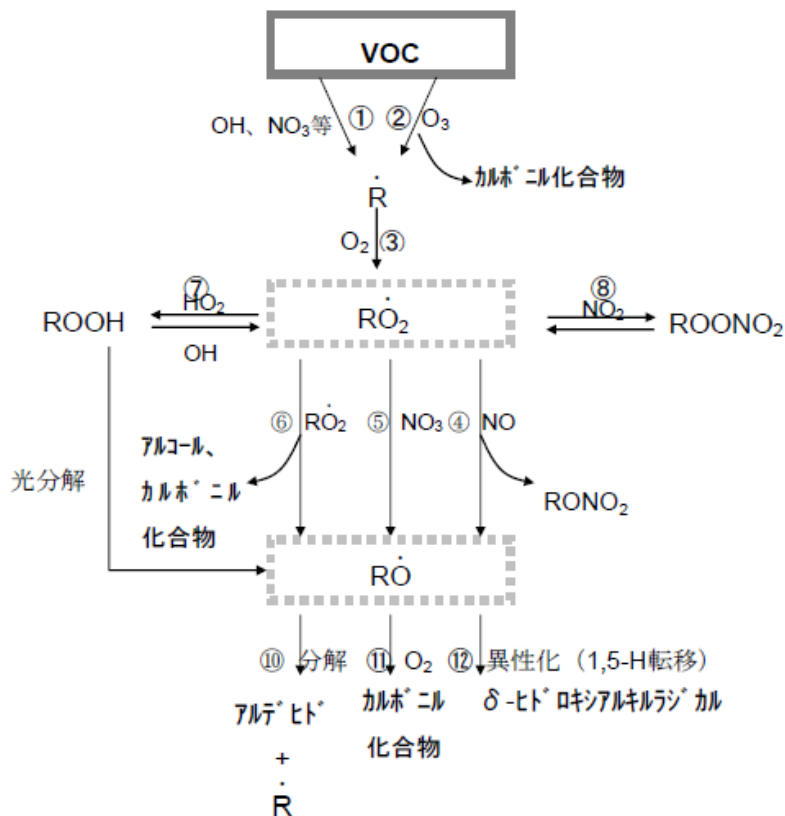 VOC
OH、NO3等 ① ② O3
カルボニル化合物
Ṙ
O2 ③
⑦
HO2
ROOH
OH
RȮ2
⑧
NO2
ROONO2
⑥ RȮ2 ⑤ NO3 ④ NO
アルコール、
カルボニル
化合物
光分解
RONO2
RȮ
⑩ 分解 ⑪ O2 ⑫ 異性化（1,5-H転移）
アルデヒド
+
Ṙ
カルボニル
化合物
δ-ヒドロキシアルキルラジカル